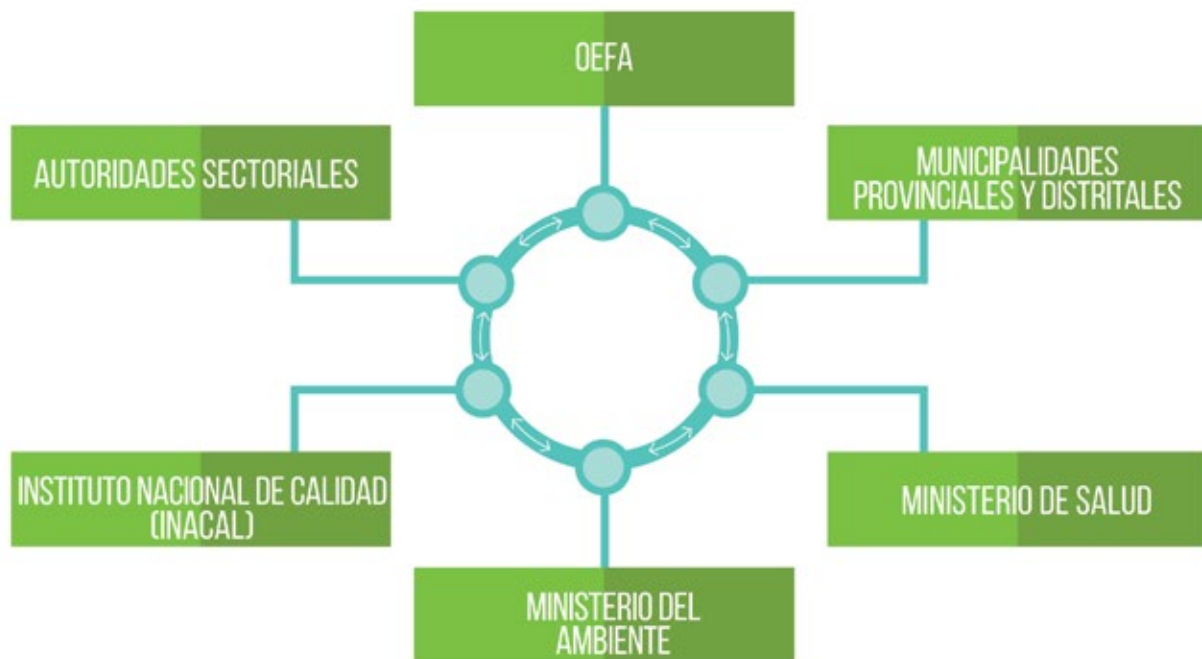 OEFA
AUTORIDADES SECTORIALES
MUNICIPALIDADES
PROVINCIALES Y DISTRITALES
INSTITUTO NACIONAL DE CALIDAD
(INACAL)
MINISTERIO DE SALUD
MINISTERIO DEL
AMBIENTE